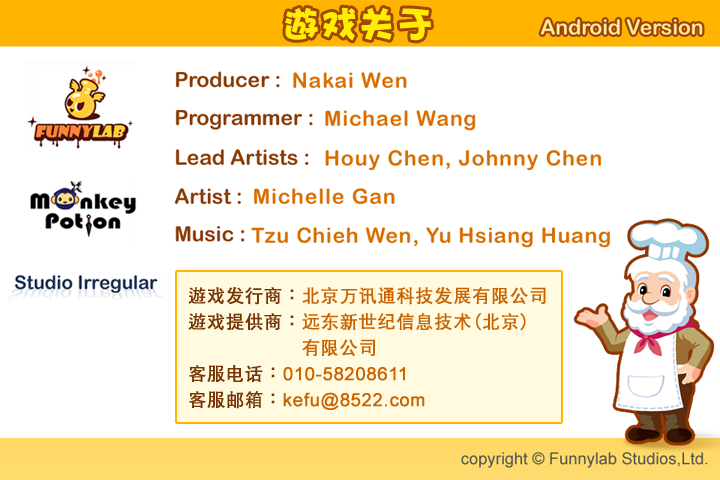 遊戏关于
Android Version
FUNNYLAB
Producer : Nakai Wen
Programmer : Michael Wang
Lead Artists : Houy Chen, Johnny Chen
Monkey
Potion
Artist : Michelle Gan
Music : Tzu Chieh Wen, Yu Hsiang Huang
Studio Irregular
遊戏发行商：北京万讯通科技发展有限公司
遊戏提供商：远东新世纪信息技术(北京)
有限公司
客服电话：010-58208611
客服邮箱：kefu@8522.com
copyright © Funnylab Studios,Ltd.